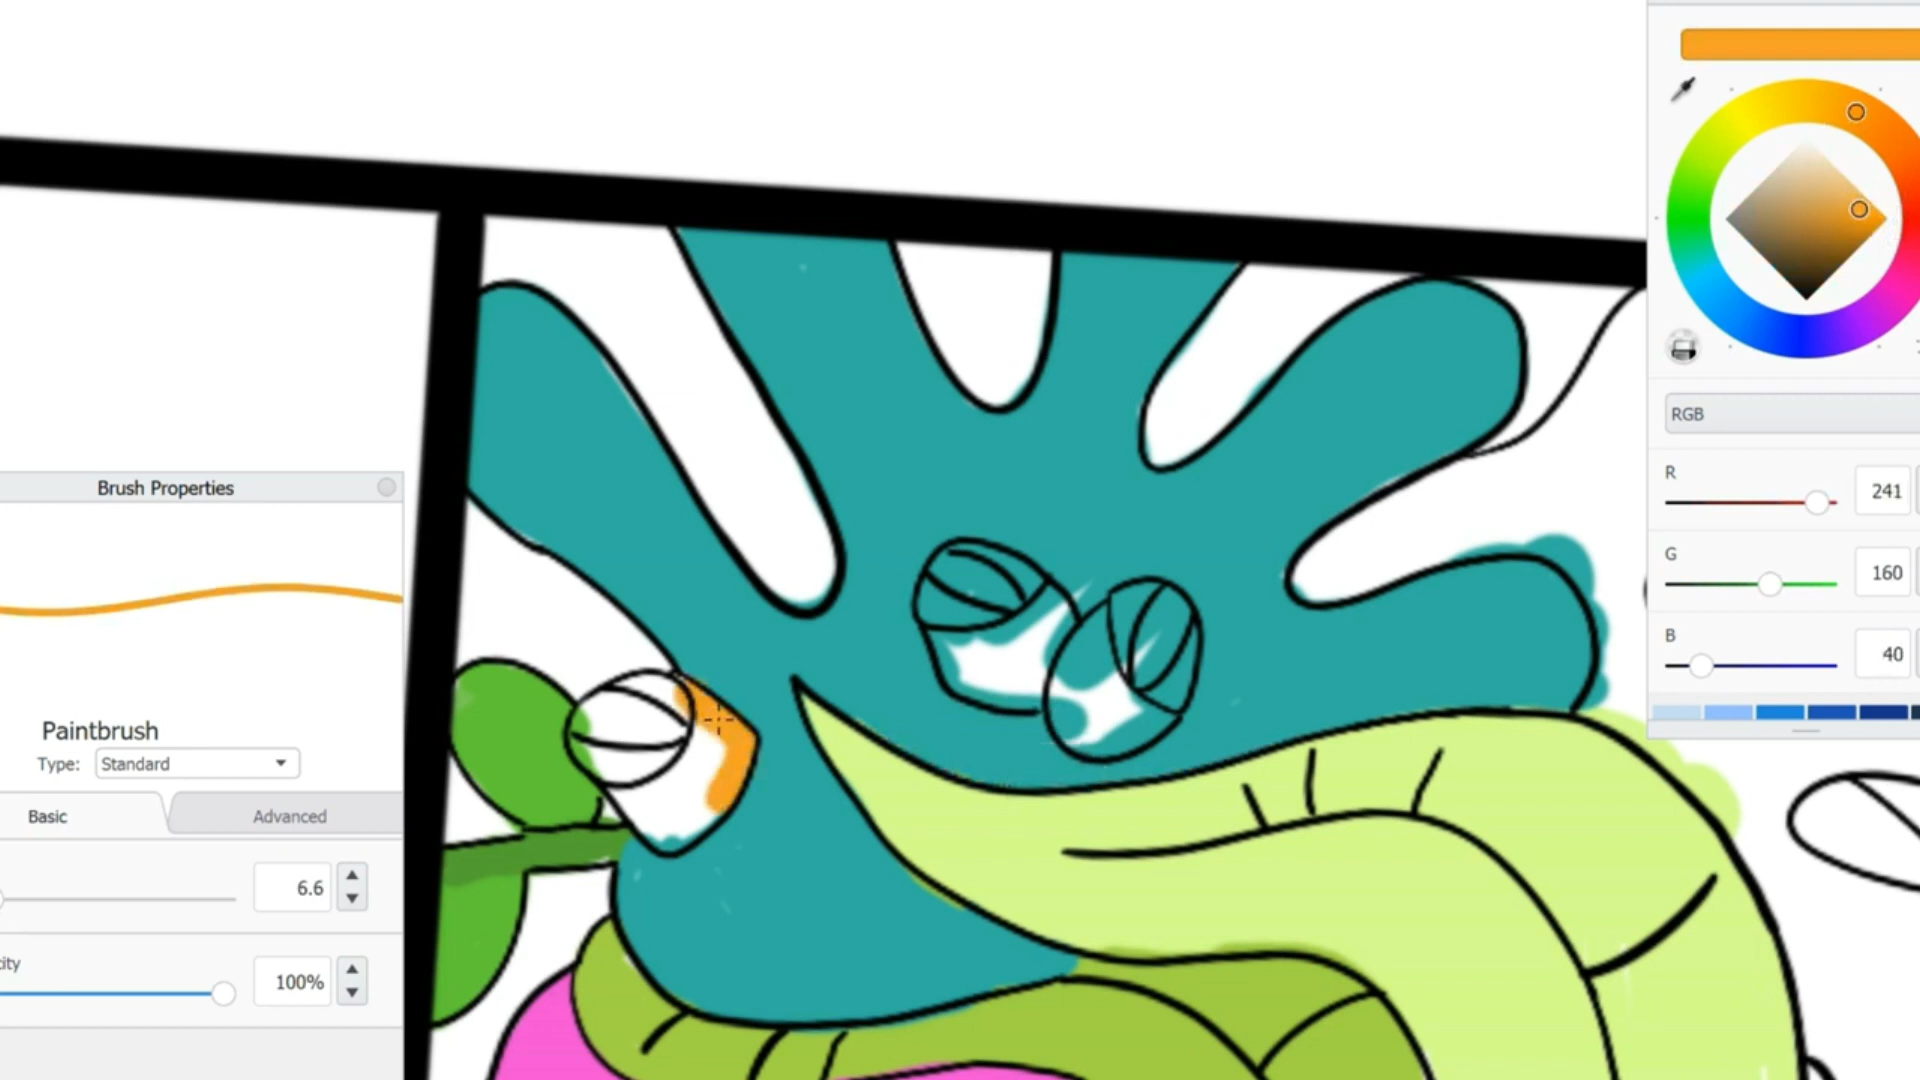 RGB
R
241
G
160
B
40
Brush Properties
Paintbrush
Type: Standard
Basic Advanced
6.6
city
100%